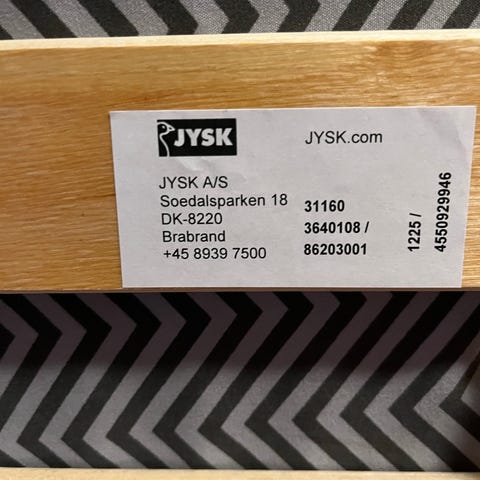 JYSK
JYSK.com
JYSK A/S
Soedalsparken 18
DK-8220
Brabrand
+45 8939 7500
31160
3640108 /
86203001
1225 /
4550929946